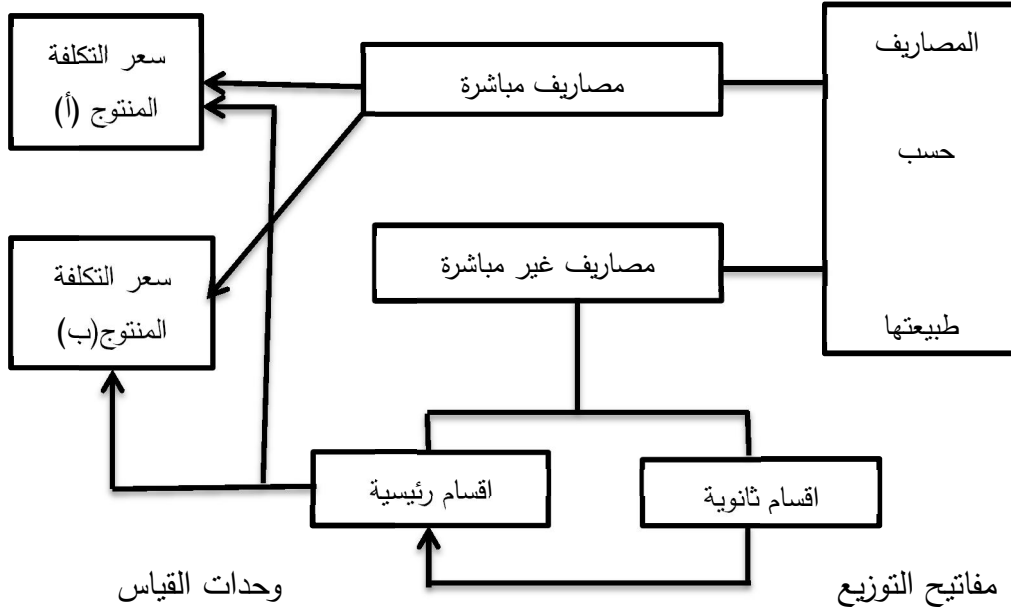 المصاريف
حسب
طبيعتها
مصاريف مباشرة
سعر التكلفة
المنتوج (أ)
مصاريف غير مباشرة
سعر التكلفة
المنتوج(ب)
اقسام ثانوية
اقسام رئيسية
مفاتيح التوزيع
وحدات القياس